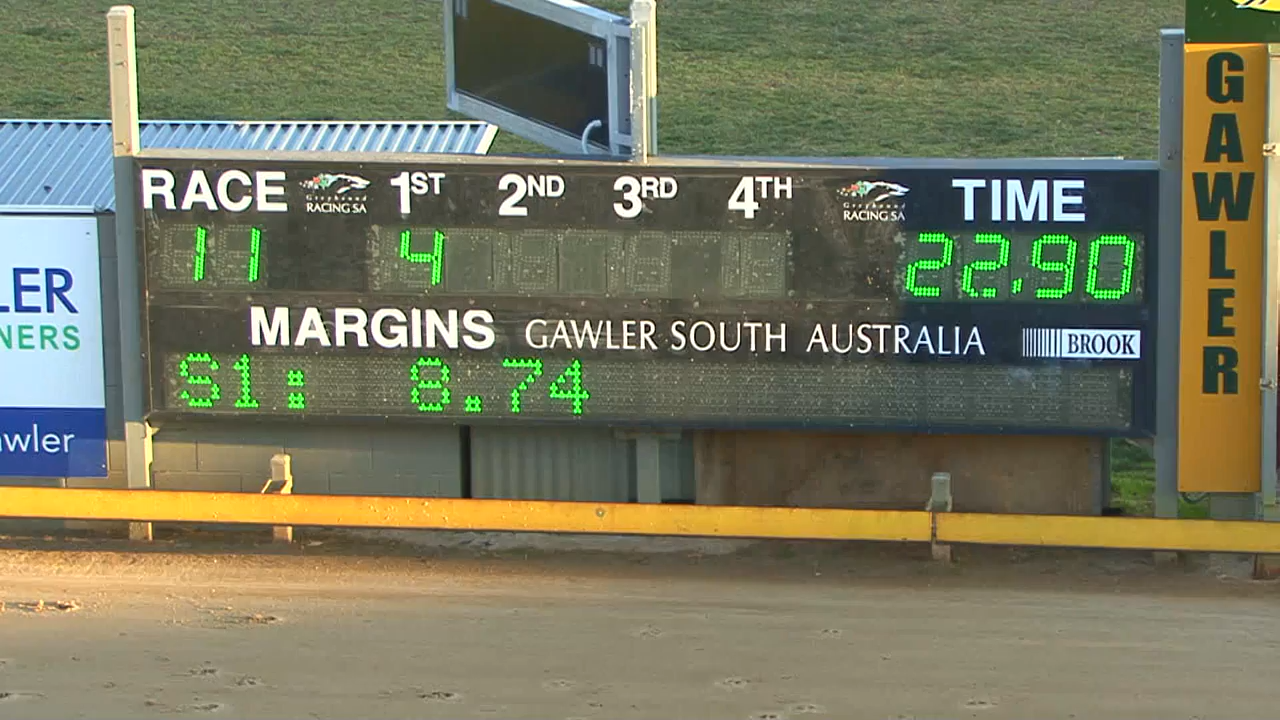 RACE Greyhound RACING SA 1ST 2ND 3RD 4TH Greyhound RACING SA TIME
11 4 22.90
MARGINS GAWLER SOUTH AUSTRALIA BROOK
S1: 8.74
GAWLER
LER
NERS
awler